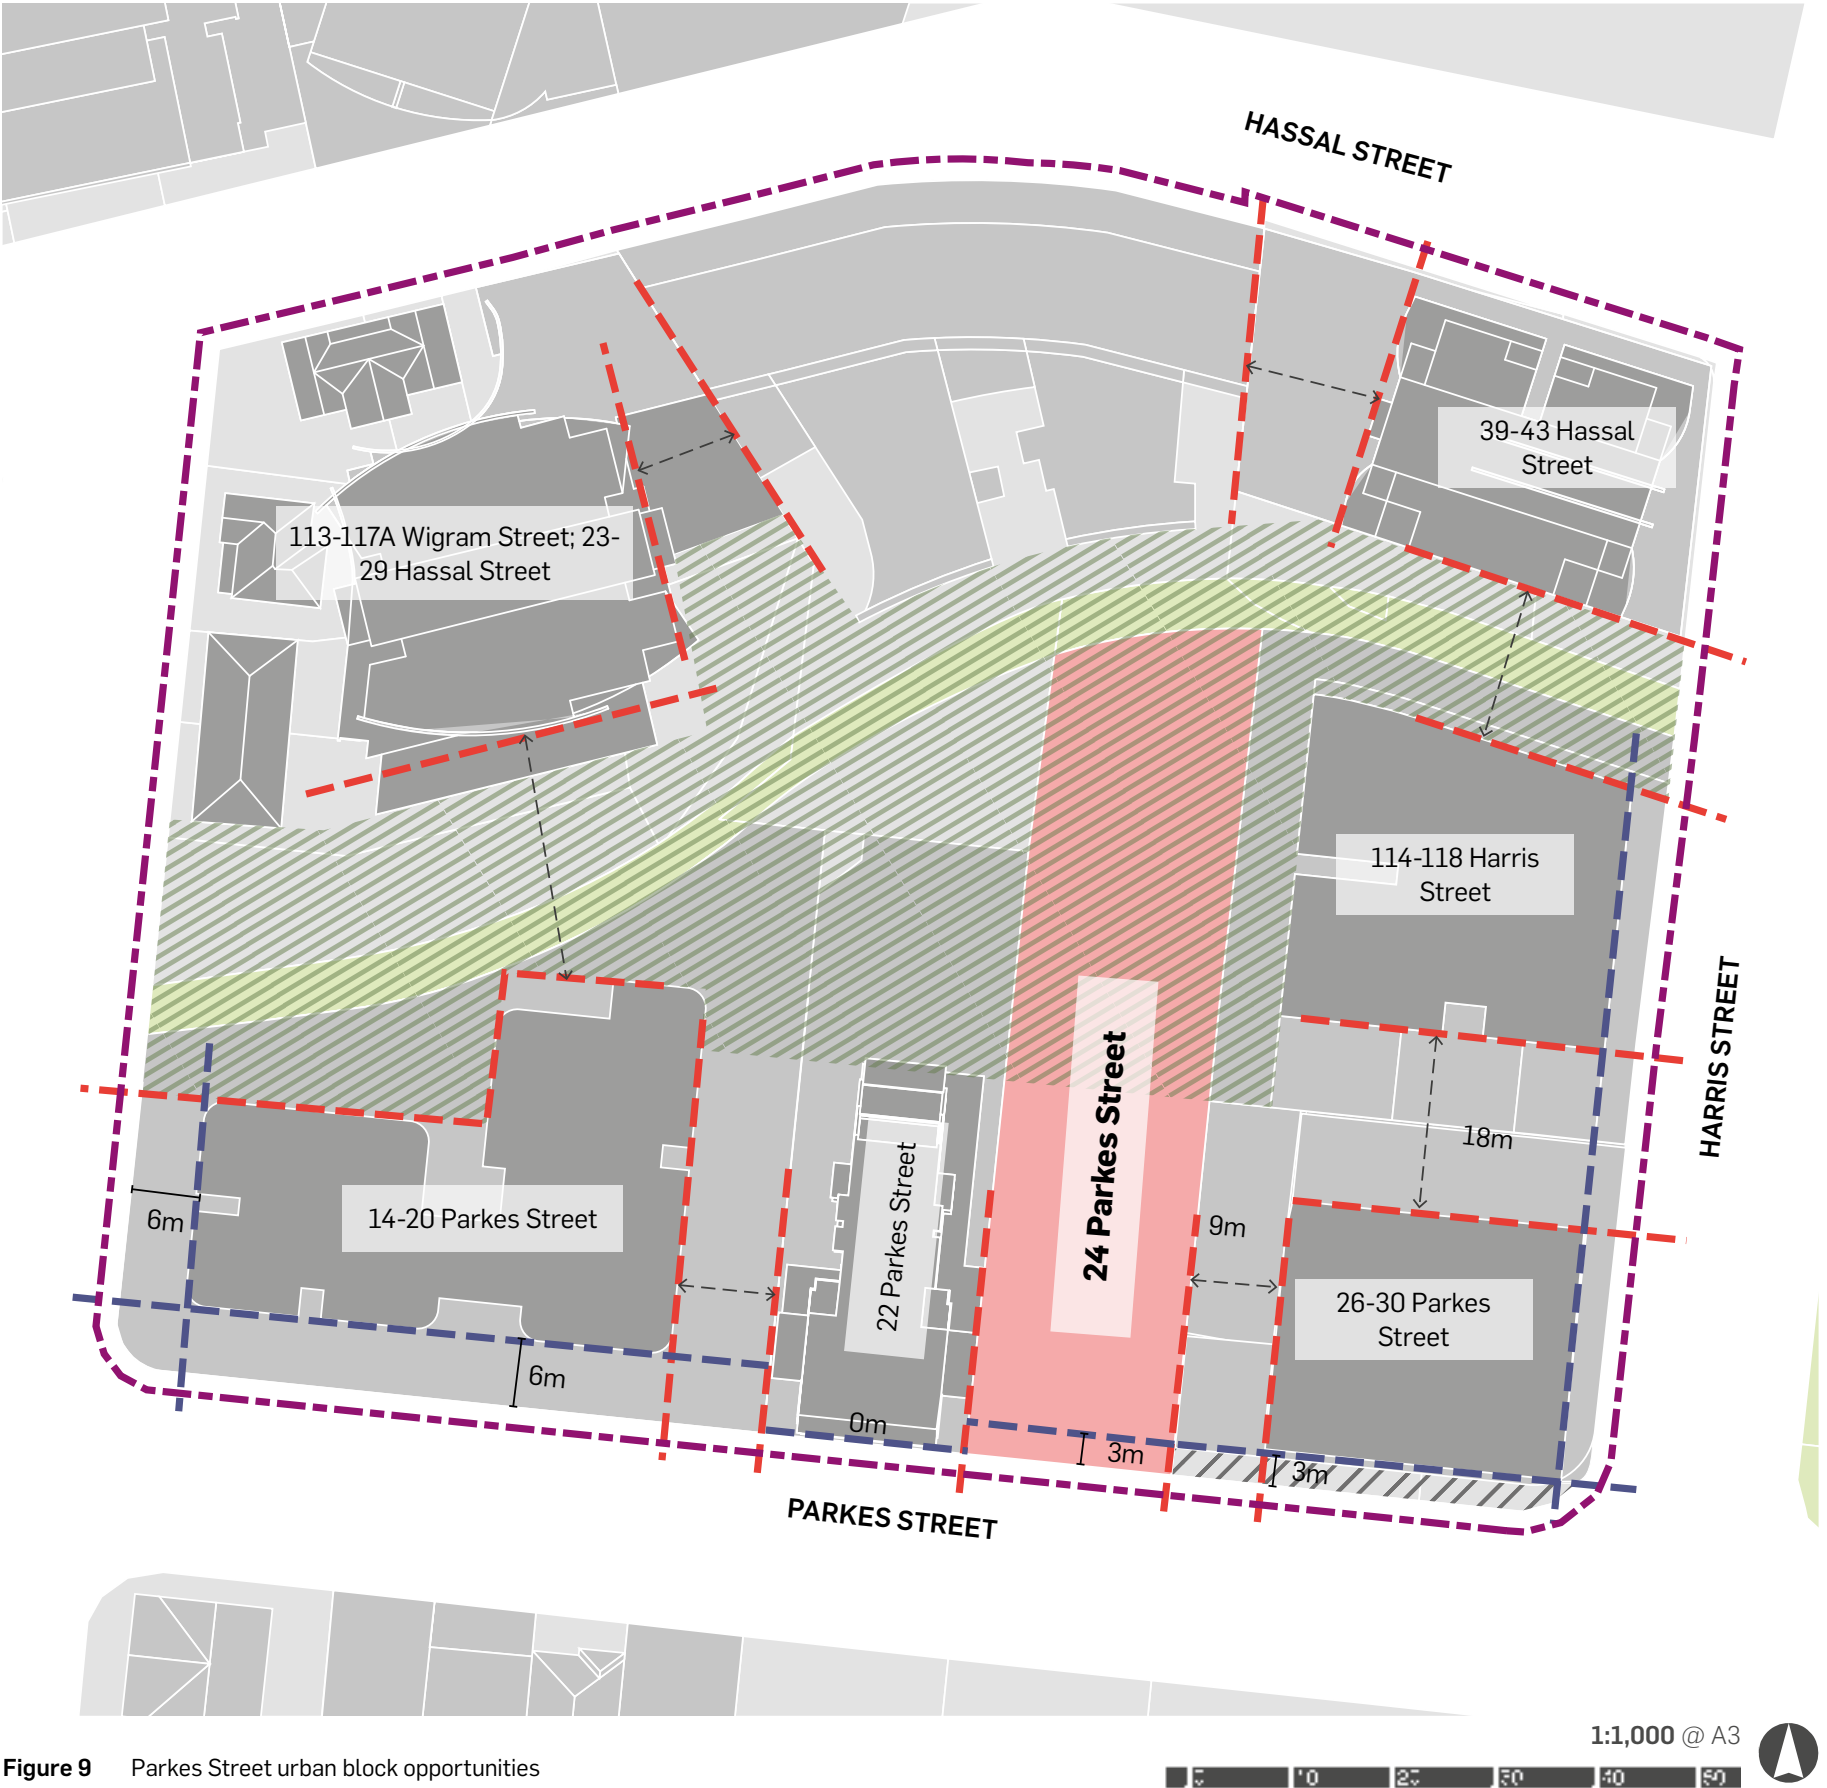 HASSAL STREET
39-43 Hassal
Street
113-117A Wigram Street; 23-
29 Hassal Street
114-118 Harris
Street
HARRIS STREET
24 Parkes Street
18m
6m
14-20 Parkes Street
22 Parkes Street
9m
26-30 Parkes
Street
6m
0m
3m
3m
PARKES STREET
1:1,000 @ A3
Figure 9 Parkes Street urban block opportunities